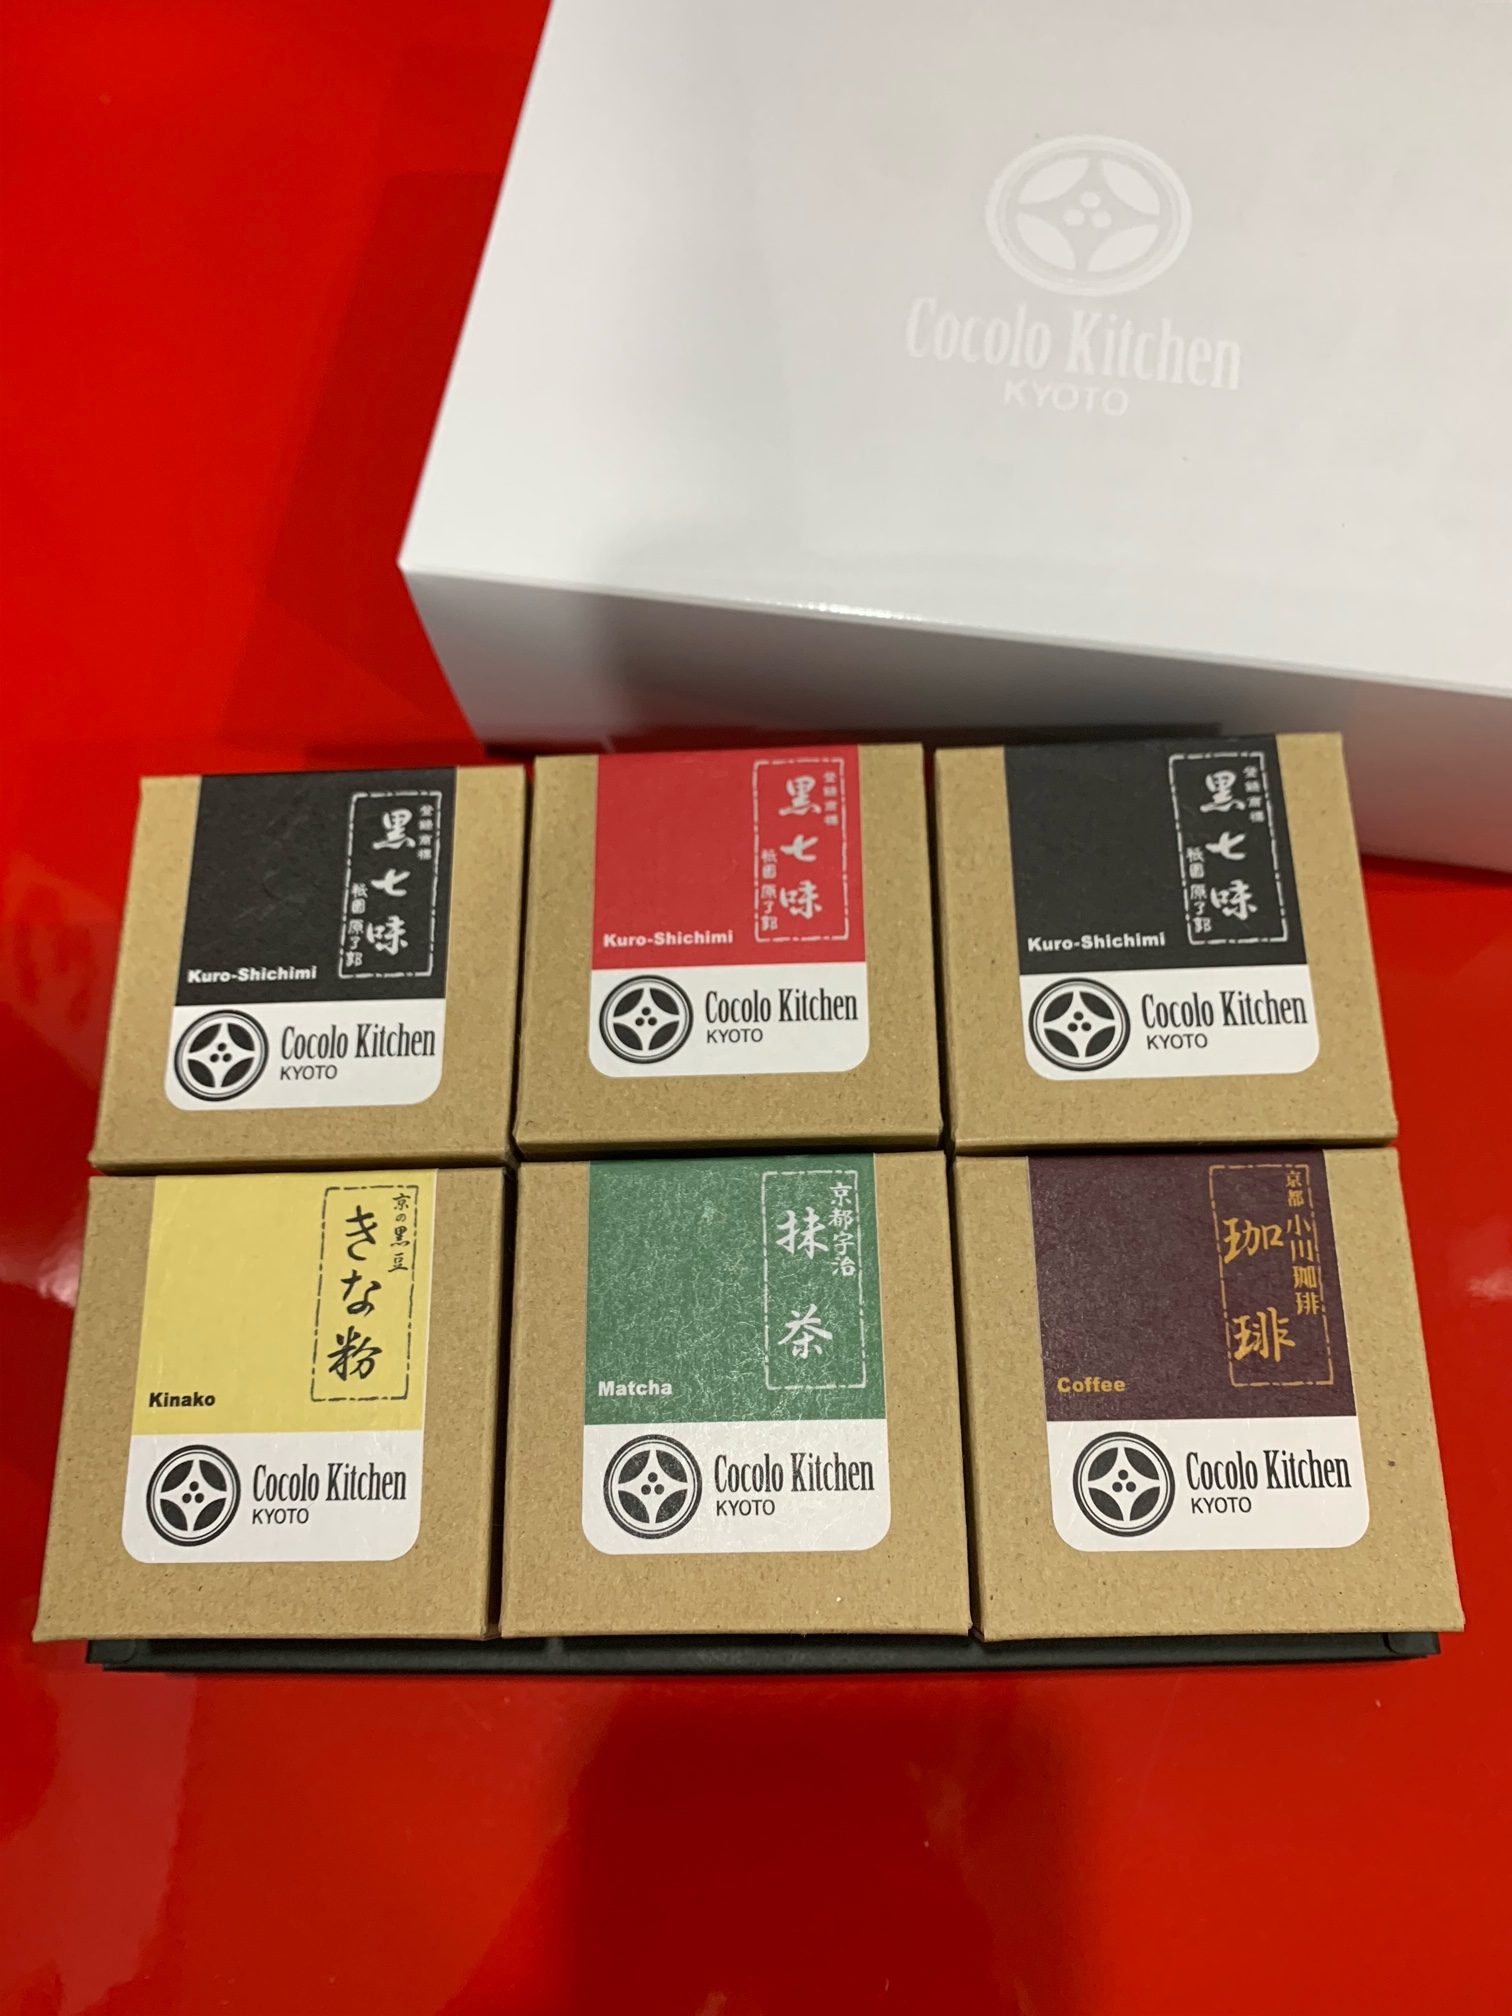 Cocolo Kitchen
KYOTO
登録商標
黒七味
祇園 原了郭
Kuro-Shichimi
Cocolo Kitchen
KYOTO
登録商標
黒七味
祇園 原了郭
Kuro-Shichimi
Cocolo Kitchen
KYOTO
登録商標
黒七味
祇園 原了郭
Kuro-Shichimi
Cocolo Kitchen
KYOTO
京の黒豆
きな粉
Kinako
Cocolo Kitchen
KYOTO
京都宇治
抹茶
Matcha
Cocolo Kitchen
KYOTO
京都 小川珈琲
珈琲
Coffee
Cocolo Kitchen
KYOTO